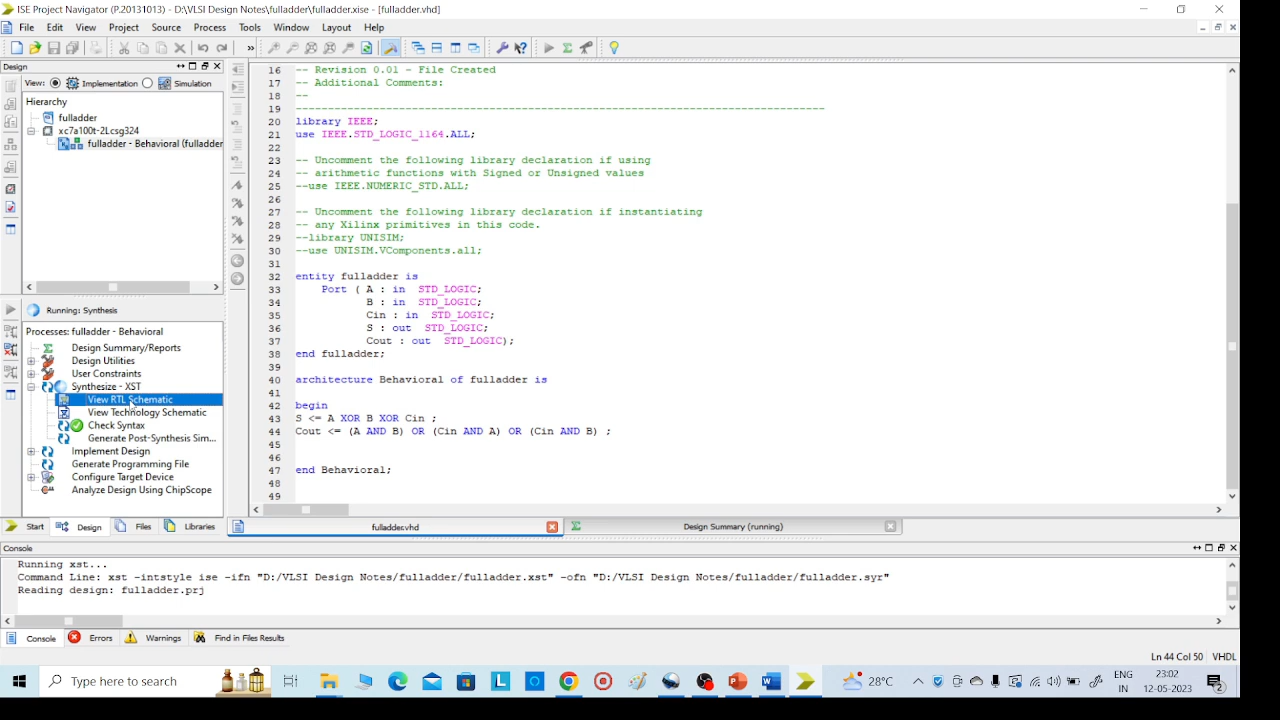 ISE Project Navigator (P.20131013) - D:\VLSI Design Notes\fulladder\fulladder.xise - [fulladder.vhd]
File Edit View Project Source Process Tools Window Layout Help
»
Design
View: Implementation Simulation
Hierarchy
fulladder
xc7a100t-2Lcsg324
fulladder - Behavioral (fulladder
Running: Synthesis
Processes: fulladder - Behavioral
Design Summary/Reports
Design Utilities
User Constraints
Synthesize - XST
View RTL Schematic
View Technology Schematic
Check Syntax
Generate Post-Synthesis Sim...
Implement Design
Generate Programming File
Configure Target Device
Analyze Design Using ChipScope
Start Design Files Libraries
16 -- Revision 0.01 - File Created
17 -- Additional Comments:
18 --
19 ----------------------------------------------------------------------------------
20 library IEEE;
21 use IEEE.STD_LOGIC_1164.ALL;
22
23 -- Uncomment the following library declaration if using
24 -- arithmetic functions with Signed or Unsigned values
25 --use IEEE.NUMERIC_STD.ALL;
26
27 -- Uncomment the following library declaration if instantiating
28 -- any Xilinx primitives in this code.
29 --library UNISIM;
30 --use UNISIM.VComponents.all;
31
32 entity fulladder is
33 Port ( A : in STD_LOGIC;
34 B : in STD_LOGIC;
35 Cin : in STD_LOGIC;
36 S : out STD_LOGIC;
37 Cout : out STD_LOGIC);
38 end fulladder;
39
40 architecture Behavioral of fulladder is
41
42 begin
43 S <= A XOR B XOR Cin ;
44 Cout <= (A AND B) OR (Cin AND A) OR (Cin AND B) ;
45
46
47 end Behavioral;
48
49
fulladder.vhd Design Summary (running)
Console
Running xst...
Command Line: xst -intstyle ise -ifn "D:/VLSI Design Notes/fulladder/fulladder.xst" -ofn "D:/VLSI Design Notes/fulladder/fulladder.syr"
Reading design: fulladder.prj
Console Errors Warnings Find in Files Results
Ln 44 Col 50 VHDL
Type here to search
28°C
ENG
IN
23:02
12-05-2023
2